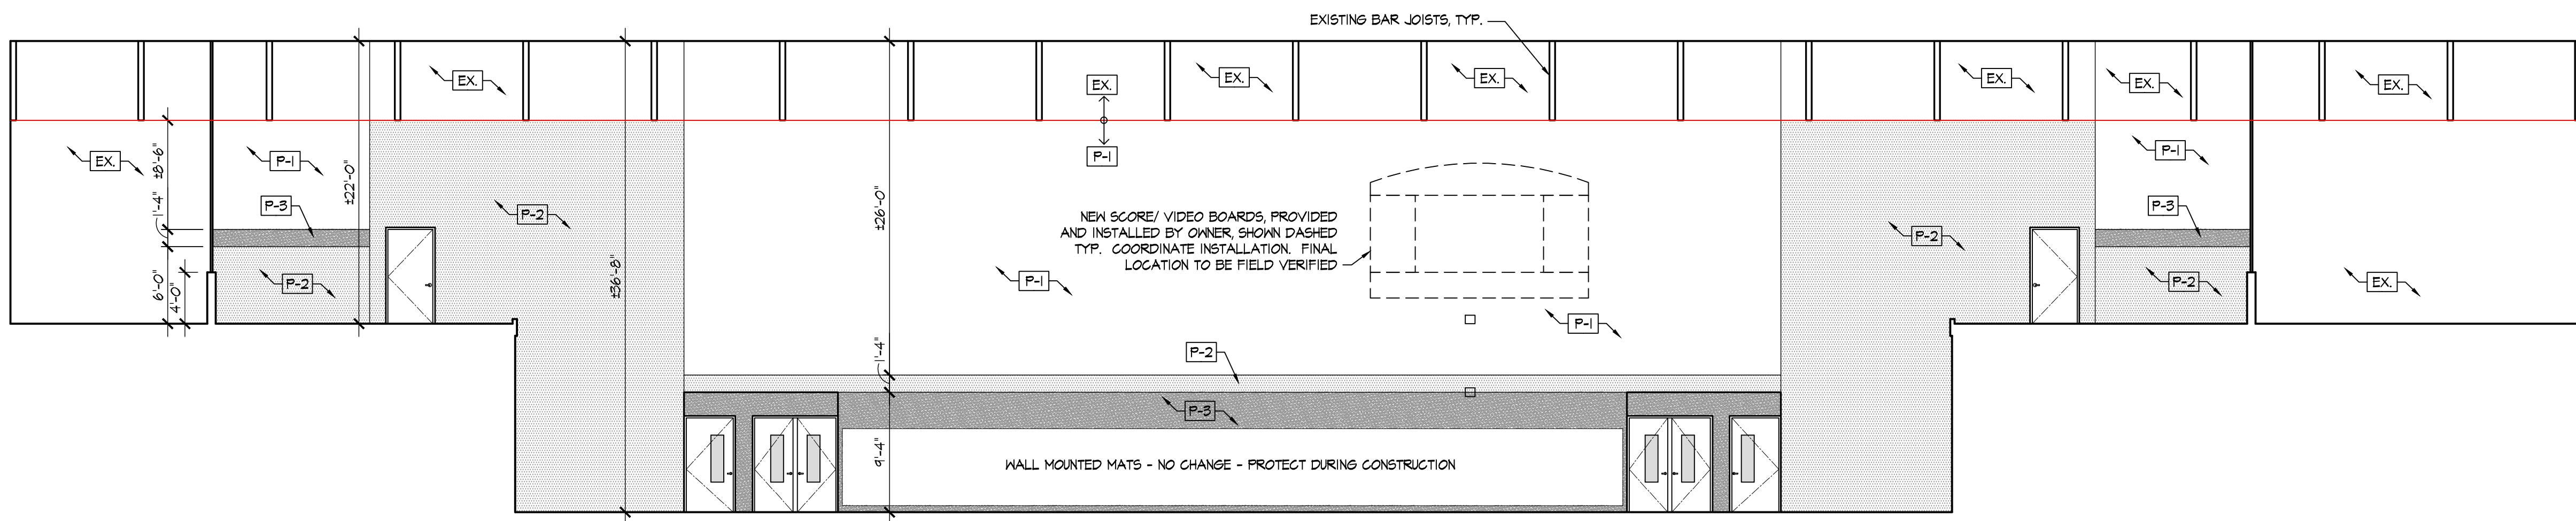 EXISTING BAR JOISTS, TYP.
EX.
EX.
EX.
EX.
EX.
EX.
EX.
EX.
P-1
P-1
P-1
±8'-6"
±22'-0"
1'-4"
P-3
P-2
P-2
6'-0"
4'-0"
±36'-8"
±26'-0"
NEW SCORE/ VIDEO BOARDS, PROVIDED
AND INSTALLED BY OWNER, SHOWN DASHED
TYP. COORDINATE INSTALLATION. FINAL
LOCATION TO BE FIELD VERIFIED
P-1
P-1
P-3
P-2
P-2
EX.
1'-4"
P-2
P-3
9'-4"
WALL MOUNTED MATS - NO CHANGE - PROTECT DURING CONSTRUCTION